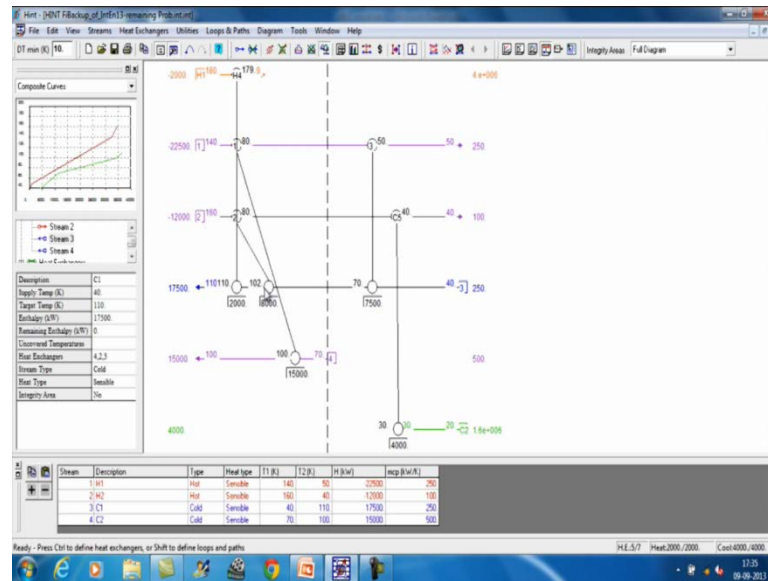 Hint - [HINT FiBackup_of_IntEn13-remaining Prob.int.int]
File Edit View Streams Heat Exchangers Utilities Loops & Paths Diagram Tools Window Help
DT min (K) 10. Integrity Areas Full Diagram
Composite Curves
Stream 2
Stream 3
Stream 4
Description C1
Supply Temp (K) 40.
Target Temp (K) 110.
Enthalpy (kW) 17500.
Remaining Enthalpy (kW) 0.
Uncovered Temperatures
Heat Exchangers 4,2,3
Stream Type Cold
Heat Type Sensible
Integrity Area No
-2000. H1 180 H4 179. 4.e+006
-22500. 1 140 1 80 3 50 50 250
-12000. 2 160 2 80 C5 40 40 100
17500. 110 110 102. 70 40 3 250
2000. 8000. 7500.
15000. 100. 100. 70. 4 500.
15000.
4000. 30. 30. 20. C2 1.6e+006
4000.
Stream Description Type Heat type T1 (K) T2 (K) H (kW) mcp (kW/K)
1 H1 Hot Sensible 140. 50. -22500. 250
2 H2 Hot Sensible 160. 40. -12000. 100.
3 C1 Cold Sensible 40. 110. 17500. 250
4 C2 Cold Sensible 70. 100. 15000. 500.
Ready - Press Ctrl to define heat exchangers, or Shift to define loops and paths H.E.:5/7 Heat:2000./2000. Cool:4000./4000.
17:35
09-09-2013